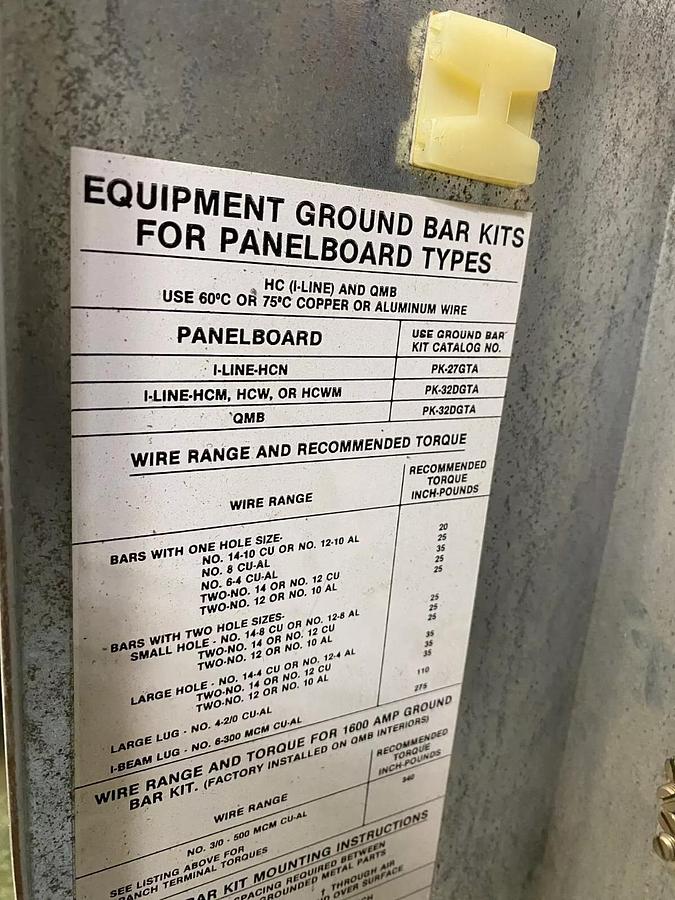 EQUIPMENT GROUND BAR KITS
FOR PANELBOARD TYPES
HC (I-LINE) AND QMB
USE 60°C OR 75°C COPPER OR ALUMINUM WIRE
PANELBOARD
USE GROUND BAR
KIT CATALOG NO.
I-LINE-HCN
PK-27GTA
I-LINE-HCM, HCW, OR HCWM
PK-32DGTA
QMB
PK-32DGTA
WIRE RANGE AND RECOMMENDED TORQUE
WIRE RANGE
RECOMMENDED
TORQUE
INCH-POUNDS
BARS WITH ONE HOLE SIZE-
NO. 14-10 CU OR NO. 12-10 AL 20
NO. 8 CU-AL 25
NO. 6-4 CU-AL 35
TWO-NO. 14 OR NO. 12 CU 25
TWO-NO. 12 OR NO. 10 AL 25
BARS WITH TWO HOLE SIZES-
SMALL HOLE - NO. 14-8 CU OR NO. 12-8 AL 25
TWO-NO. 14 OR NO. 12 CU 25
TWO-NO. 12 OR NO. 10 AL 25
LARGE HOLE - NO. 14-4 CU OR NO. 12-4 AL 35
TWO-NO. 14 OR NO. 12 CU 35
TWO-NO. 12 OR NO. 10 AL 35
LARGE LUG - NO. 4-2/0 CU-AL 110
I-BEAM LUG - NO. 6-300 MCM CU-AL 275
WIRE RANGE AND TORQUE FOR 1600 AMP GROUND
BAR KIT. (FACTORY INSTALLED ON QMB INTERIORS)
WIRE RANGE
RECOMMENDED
TORQUE
INCH-POUNDS
NO. 3/0 - 500 MCM CU-AL 340
SEE LISTING ABOVE FOR
BRANCH TERMINAL TORQUES
BAR KIT MOUNTING INSTRUCTIONS
SPACING REQUIRED BETWEEN
GROUNDED METAL PARTS
THROUGH AIR
OVER SURFACE